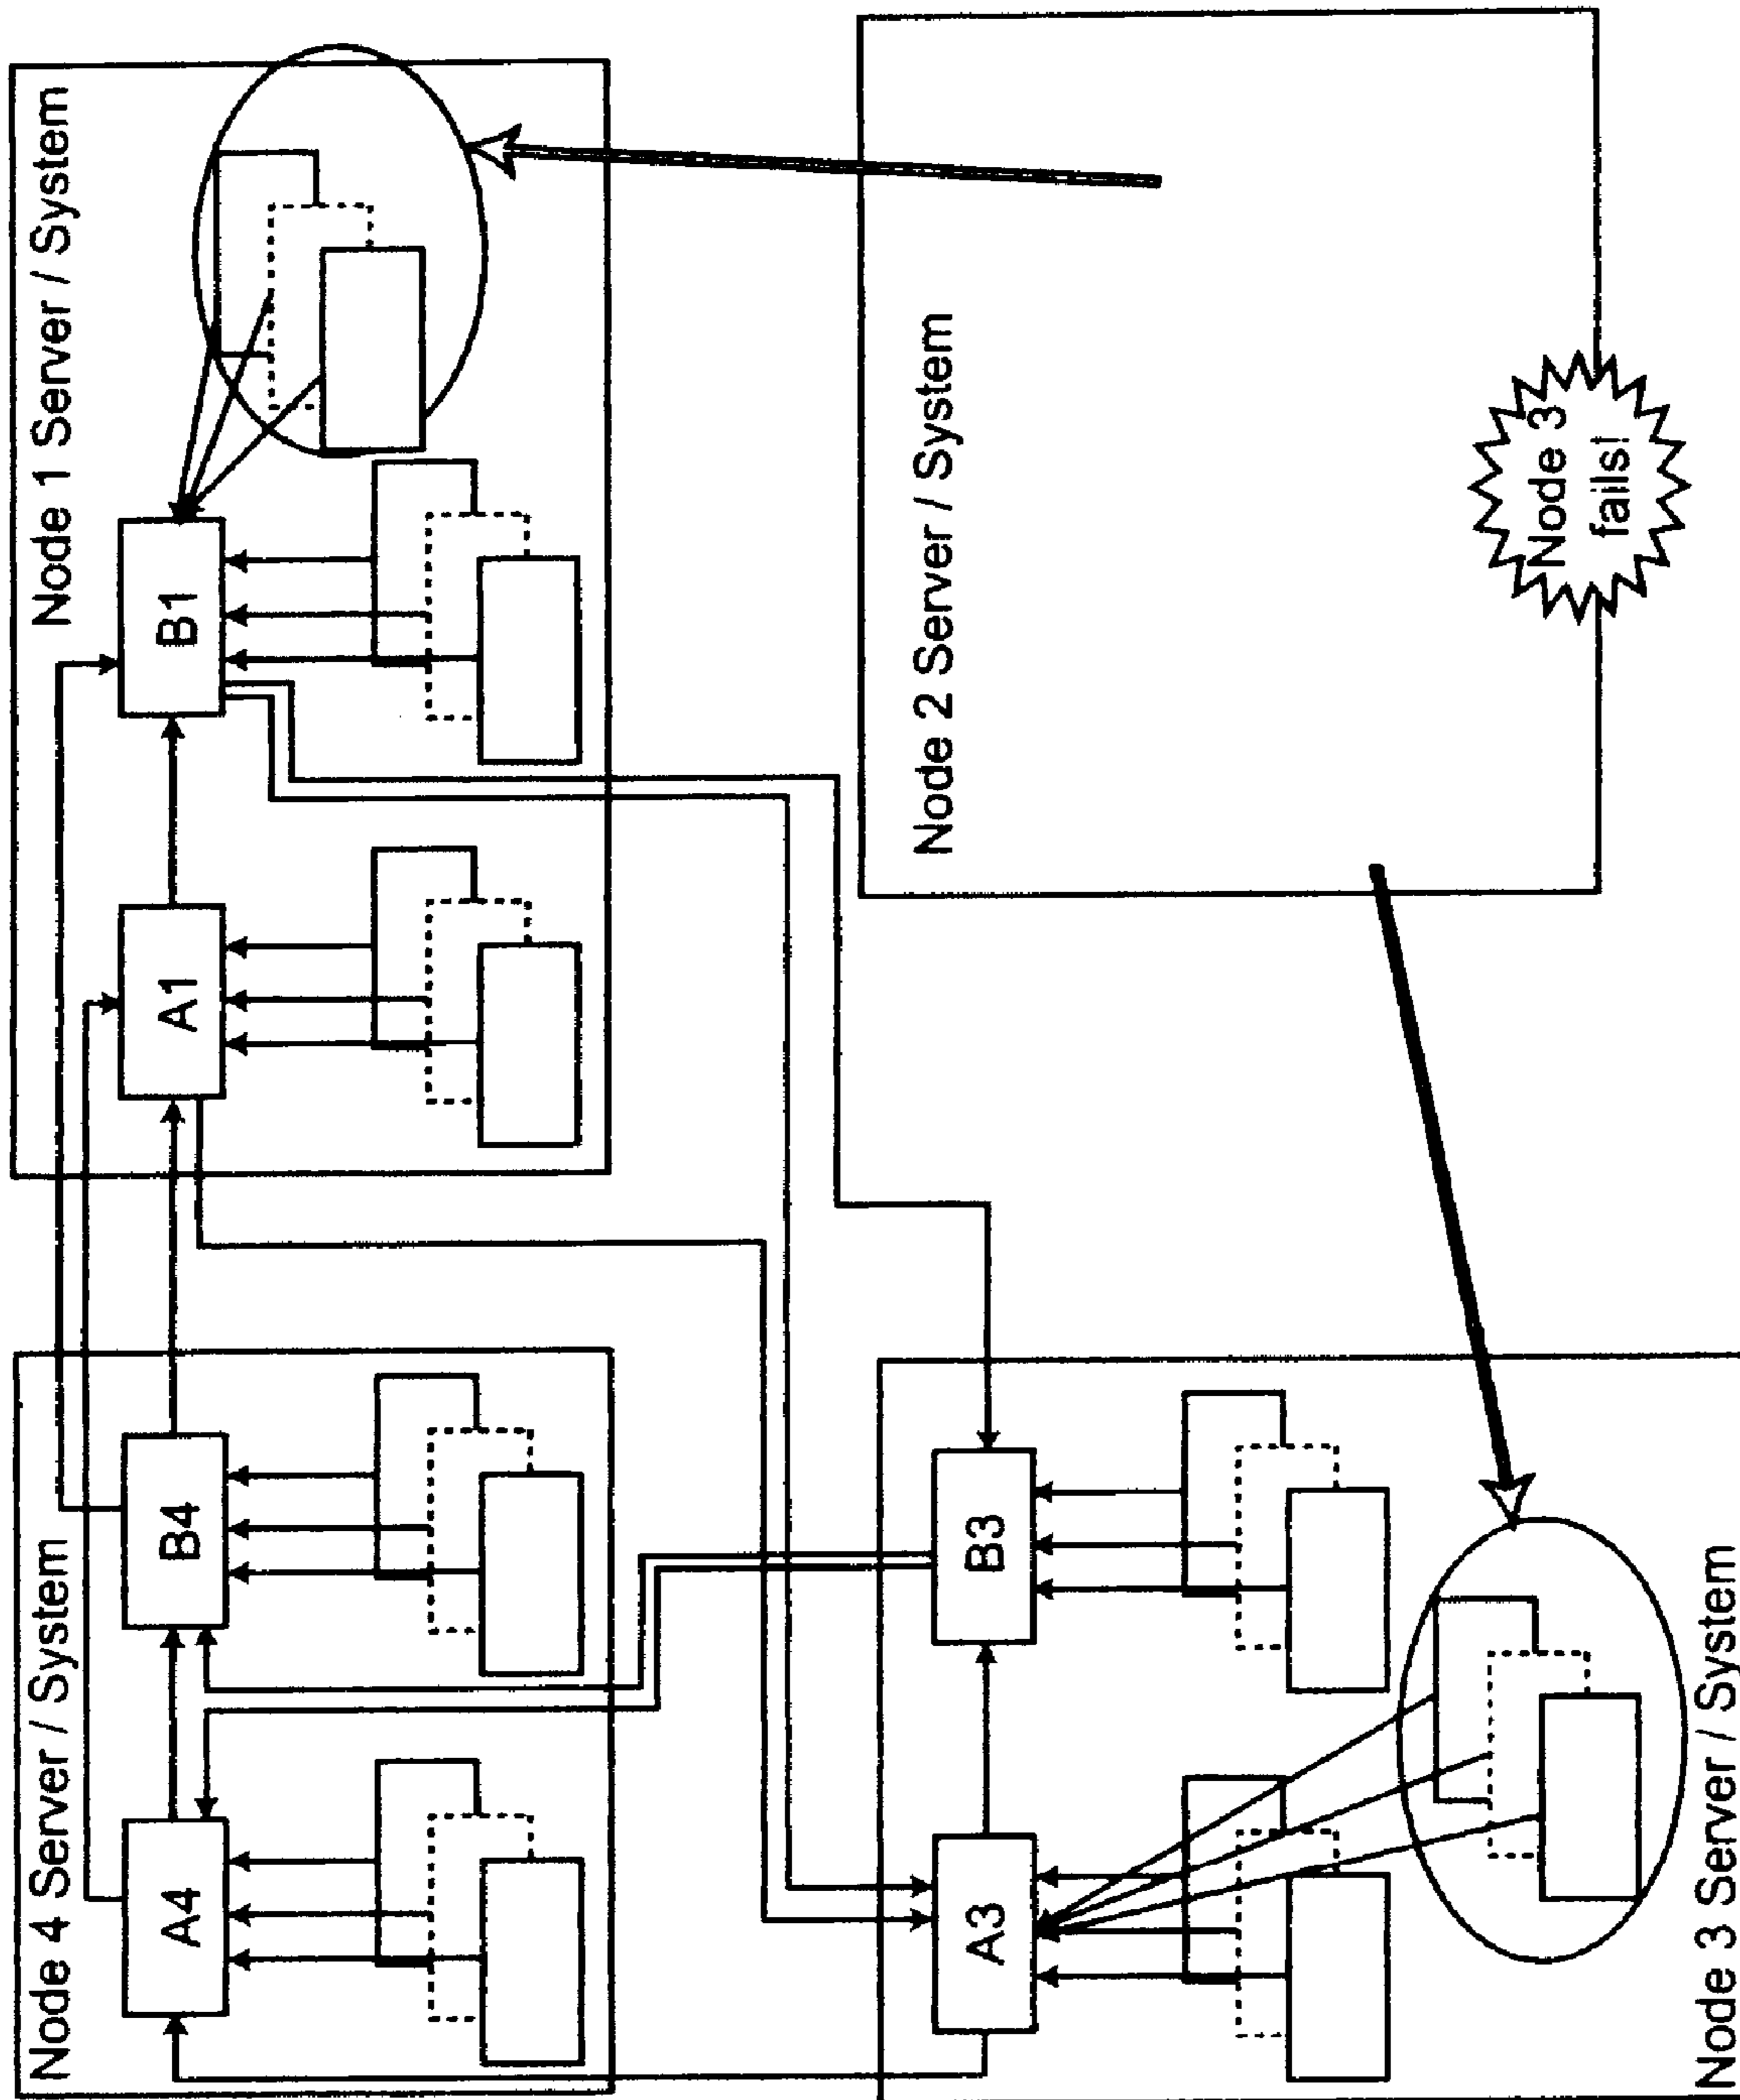 Node 4 Server / System
A4
B4
Node 1 Server / System
A1
B1
Node 3 Server / System
A3
B3
Node 2 Server / System
Node 3
fails!